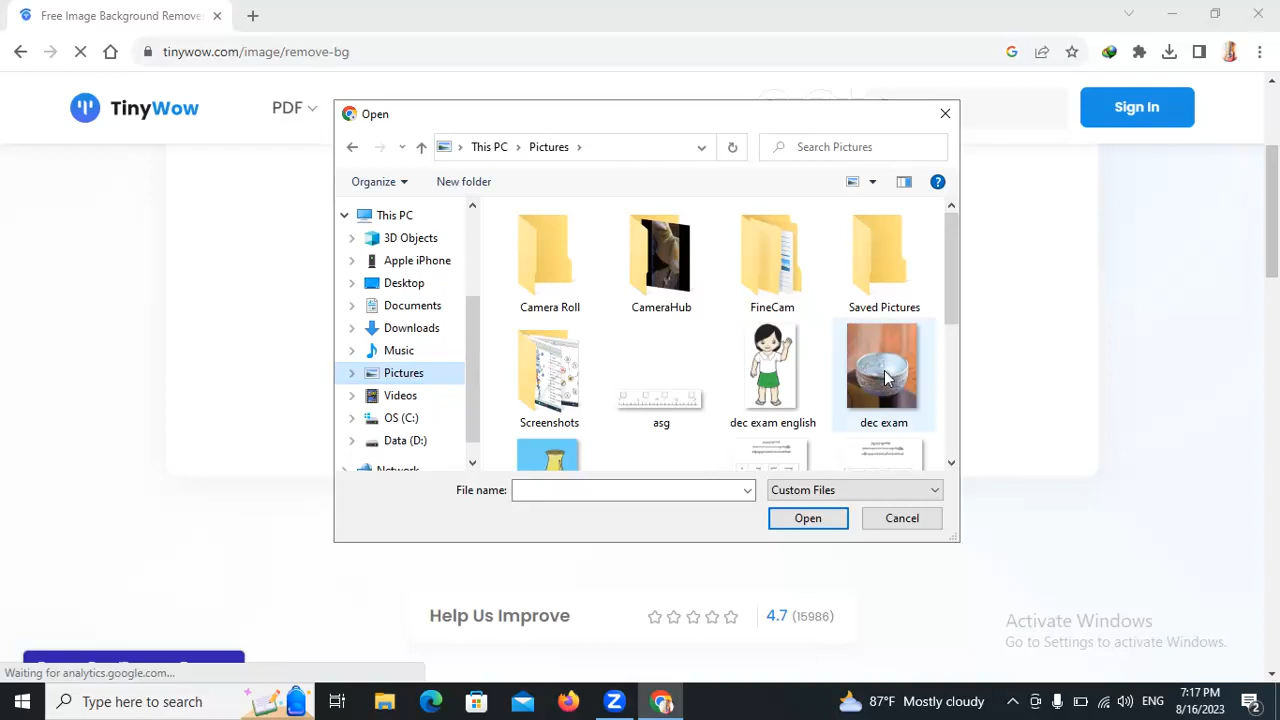 Free Image Background Remove
tinywow.com/image/remove-bg
TinyWow
PDF
Sign In
Open
This PC
Pictures
Search Pictures
Organize
New folder
This PC
3D Objects
Apple iPhone
Desktop
Documents
Downloads
Music
Pictures
Videos
OS (C:)
Data (D:)
Network
Camera Roll
CameraHub
FineCam
Saved Pictures
Screenshots
asg
dec exam english
dec exam
File name:
Custom Files
Open
Cancel
Help Us Improve
4.7 (15986)
Activate Windows
Go to Settings to activate Windows.
Waiting for analytics.google.com...
Type here to search
87°F Mostly cloudy
ENG
7:17 PM
8/16/2023
2